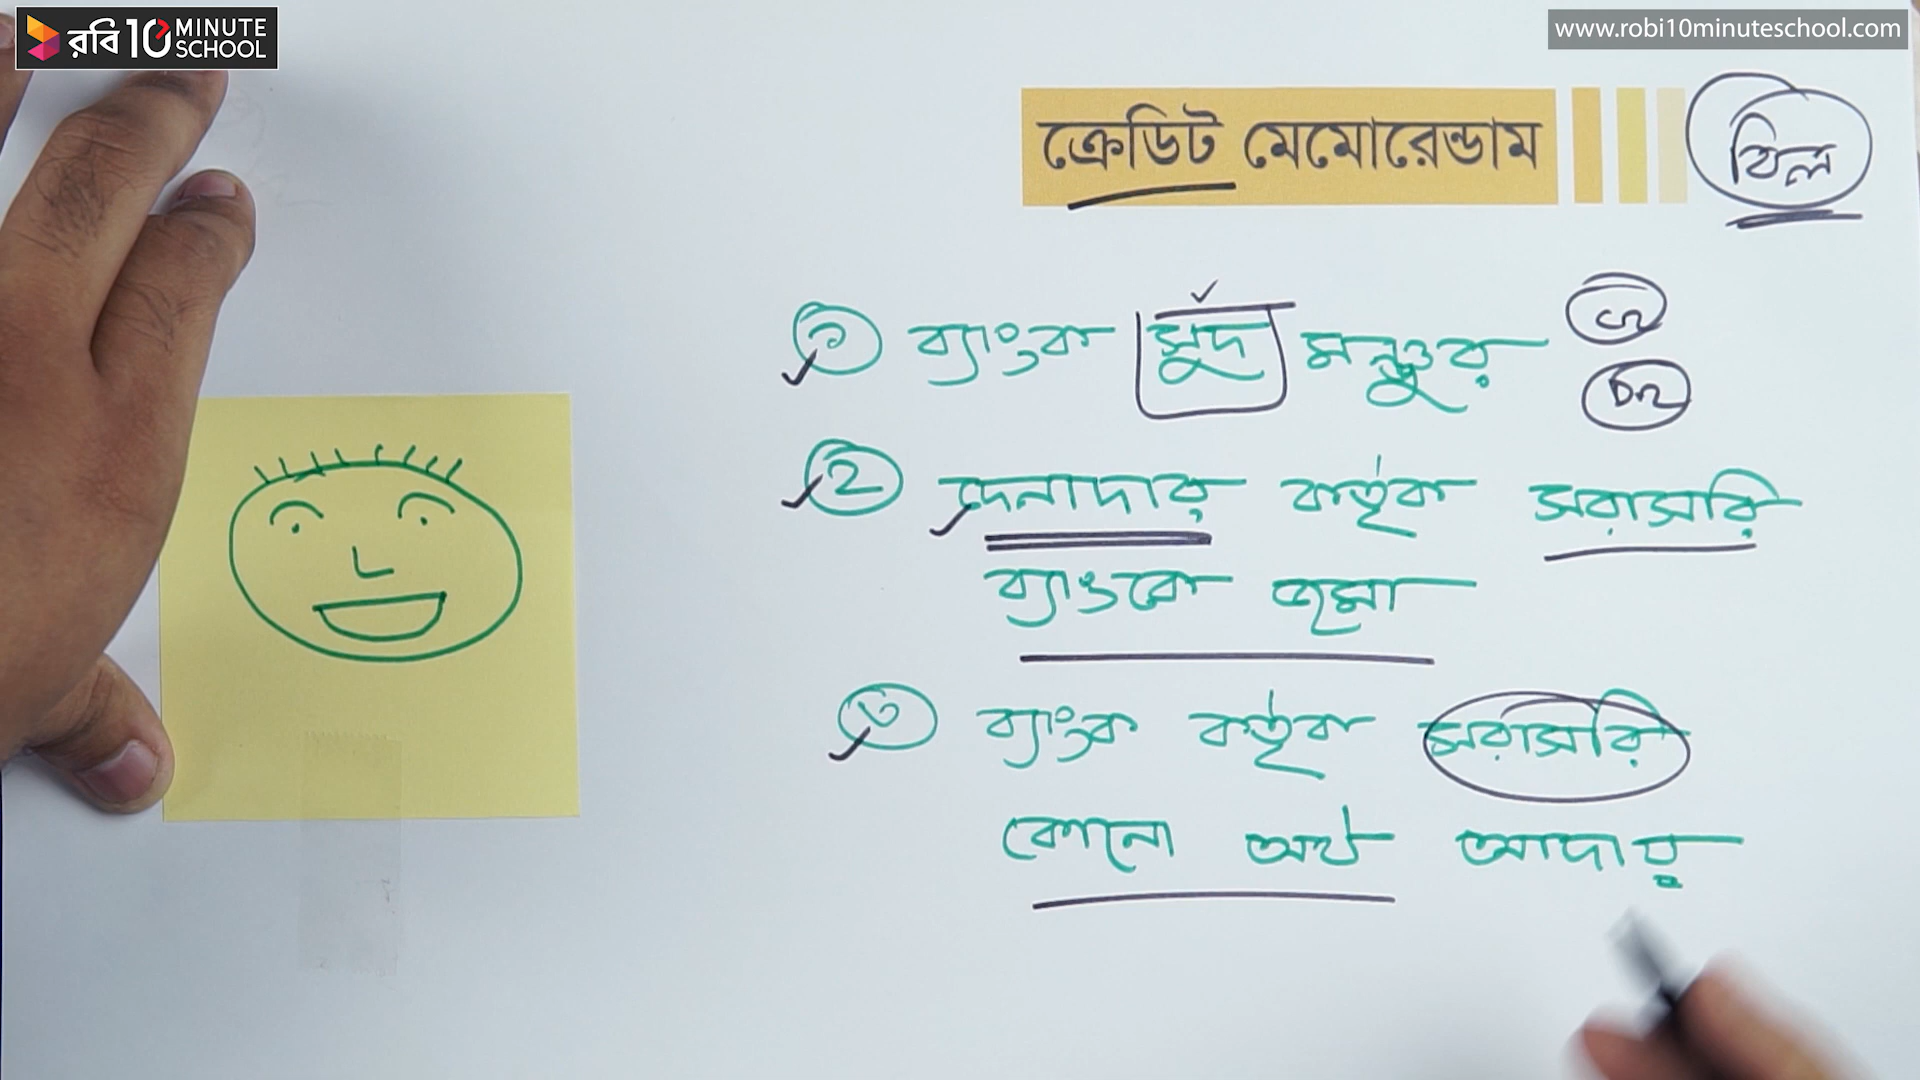 রবি 10 MINUTE SCHOOL
www.robi10minuteschool.com
ক্রেডিট মেমোরেন্ডাম
বিল
১ ব্যাংক সুদ মঞ্জুর
২ দেনাদার কর্তৃক সরাসরি
ব্যাংকে জমা
৩ ব্যাংক কর্তৃক সরাসরি
কোনো অর্থ আদায়